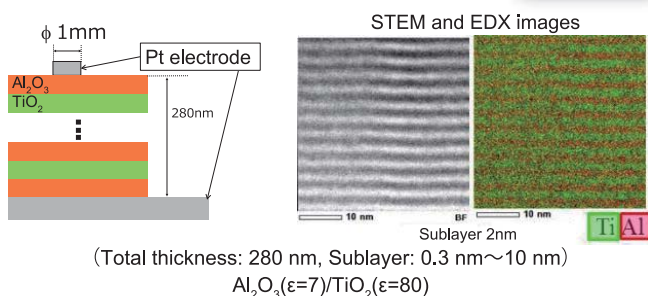 STEM and EDX images
ϕ 1mm
Pt electrode
Al₂O₃
TiO₂
280nm
10 nm
BF
10 nm
Ti Al
Sublayer 2nm
(Total thickness: 280 nm, Sublayer: 0.3 nm～10 nm)
Al₂O₃(ε=7)/TiO₂(ε=80)